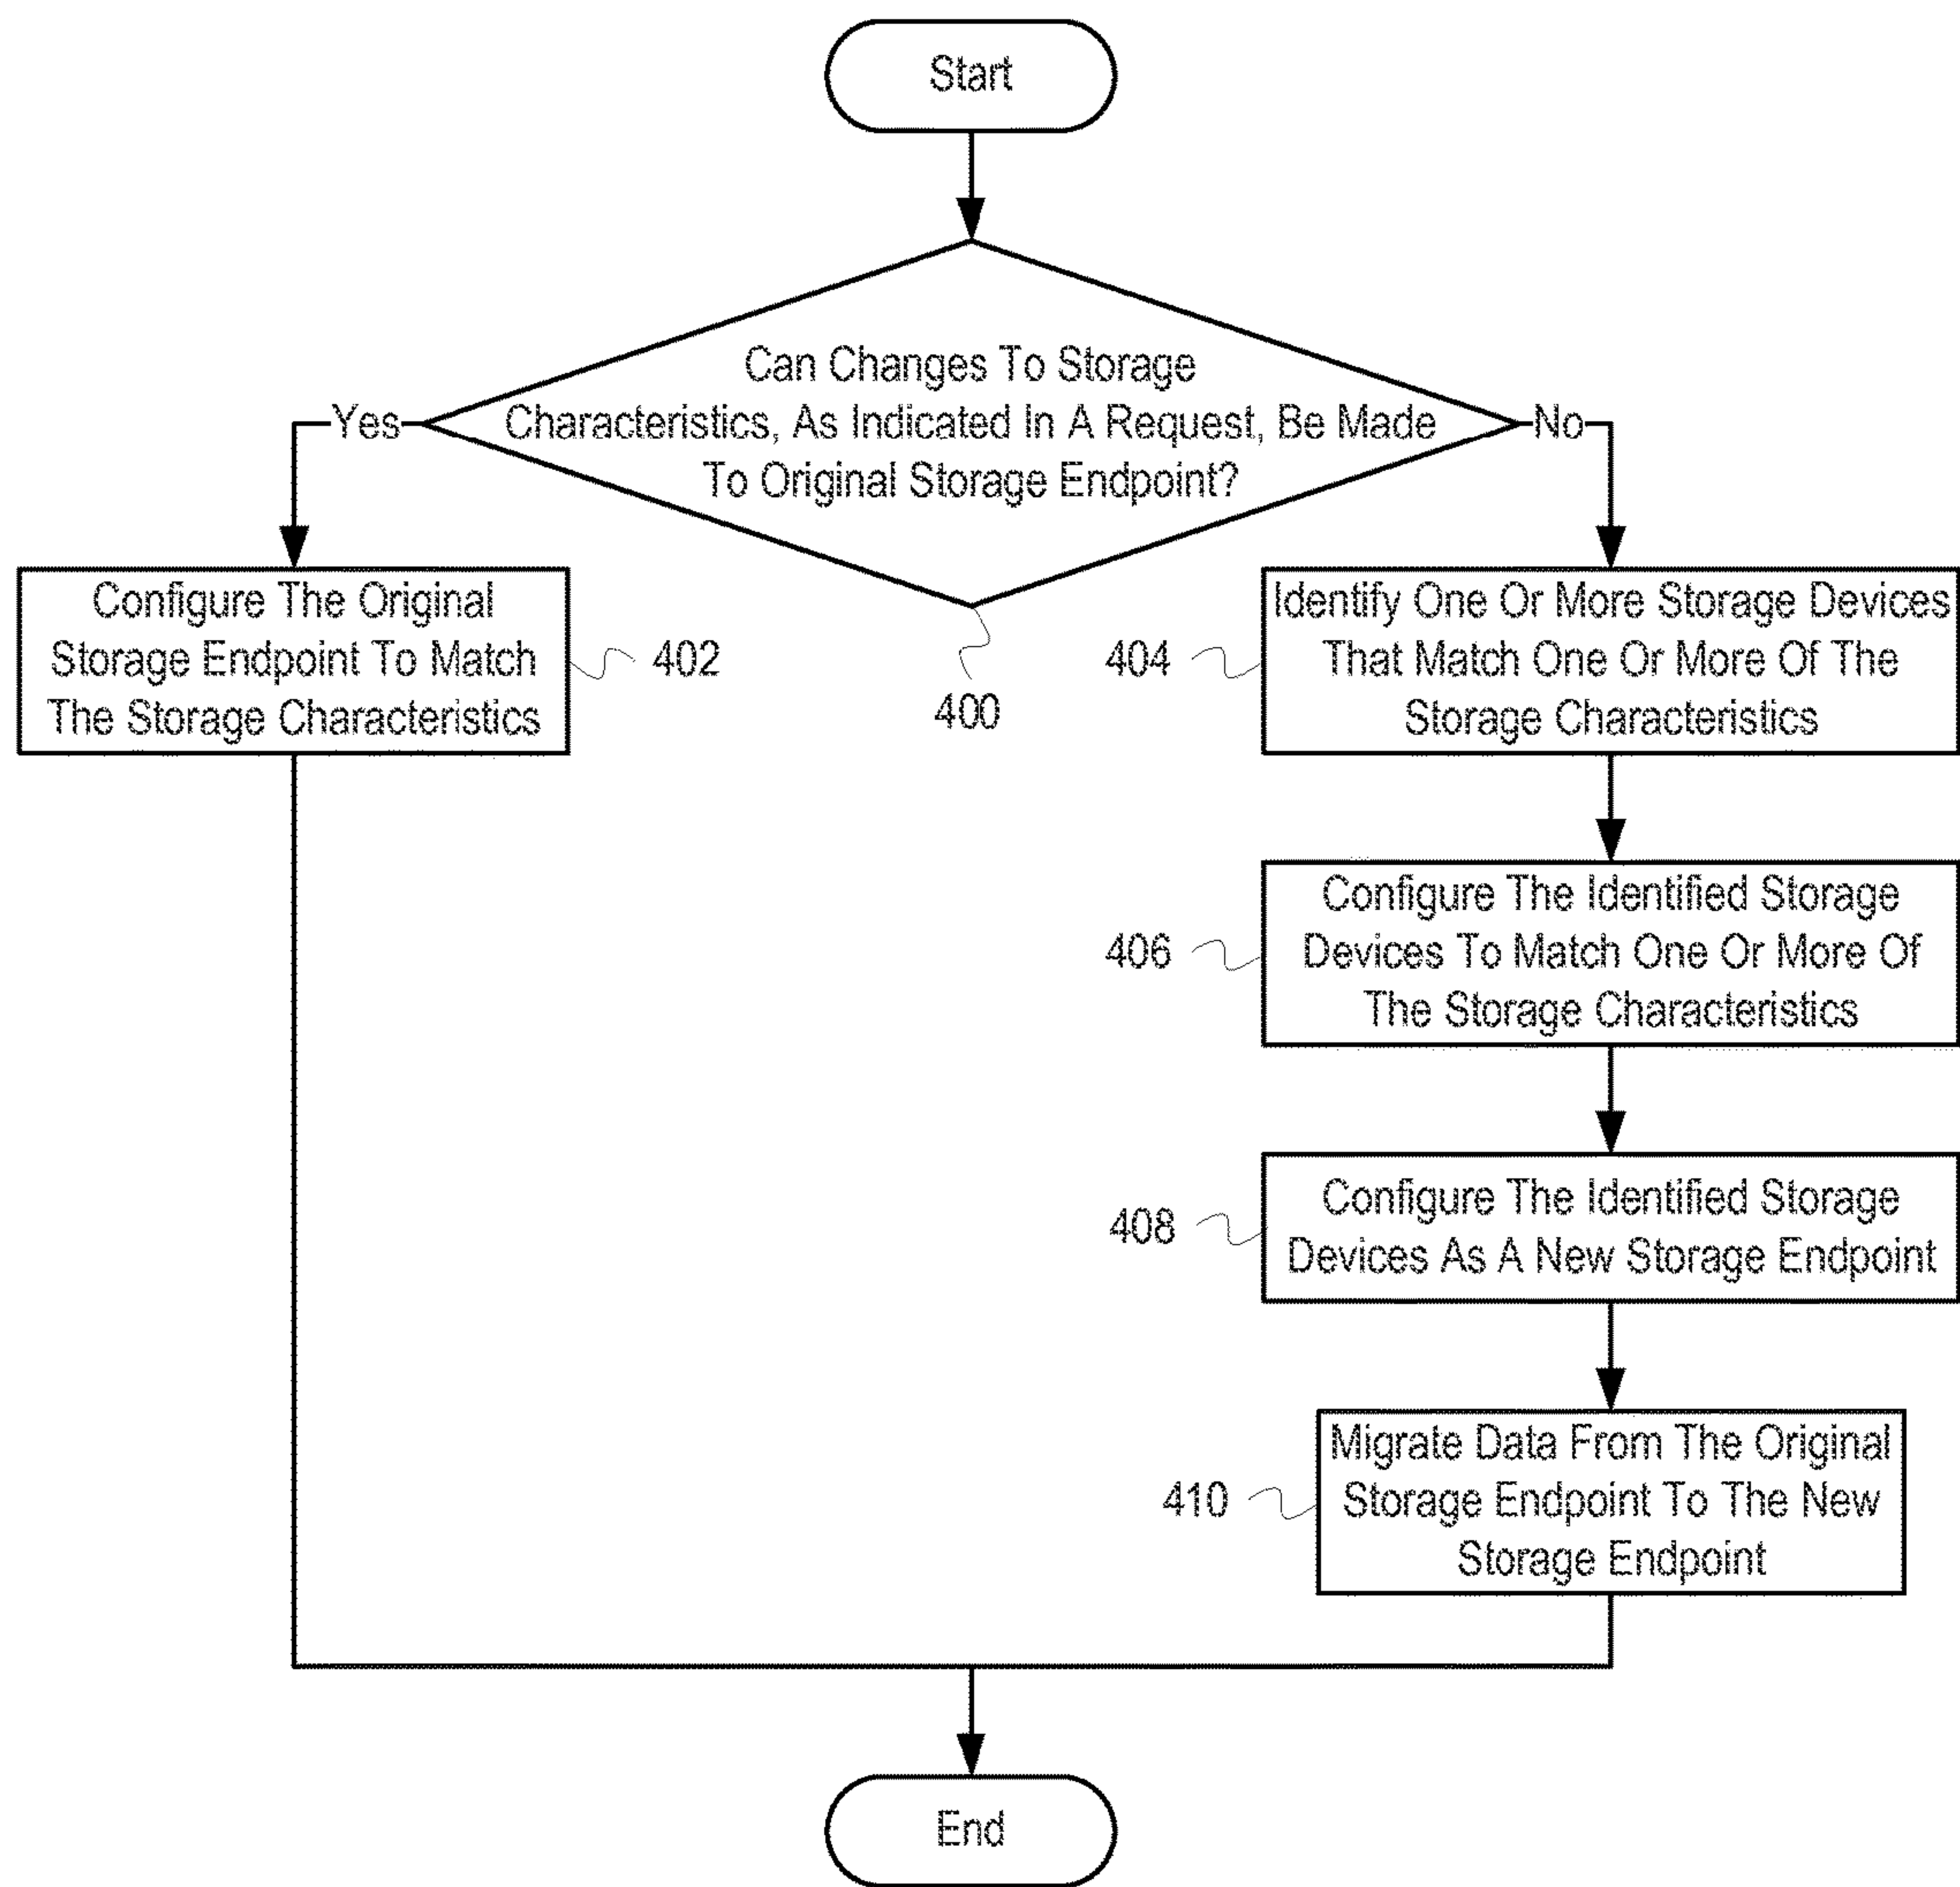 Start
Can Changes To Storage
Characteristics, As Indicated In A Request, Be Made
To Original Storage Endpoint?
Yes
No
400
Configure The Original
Storage Endpoint To Match
The Storage Characteristics
402
Identify One Or More Storage Devices
That Match One Or More Of The
Storage Characteristics
404
Configure The Identified Storage
Devices To Match One Or More Of
The Storage Characteristics
406
Configure The Identified Storage
Devices As A New Storage Endpoint
408
Migrate Data From The Original
Storage Endpoint To The New
Storage Endpoint
410
End